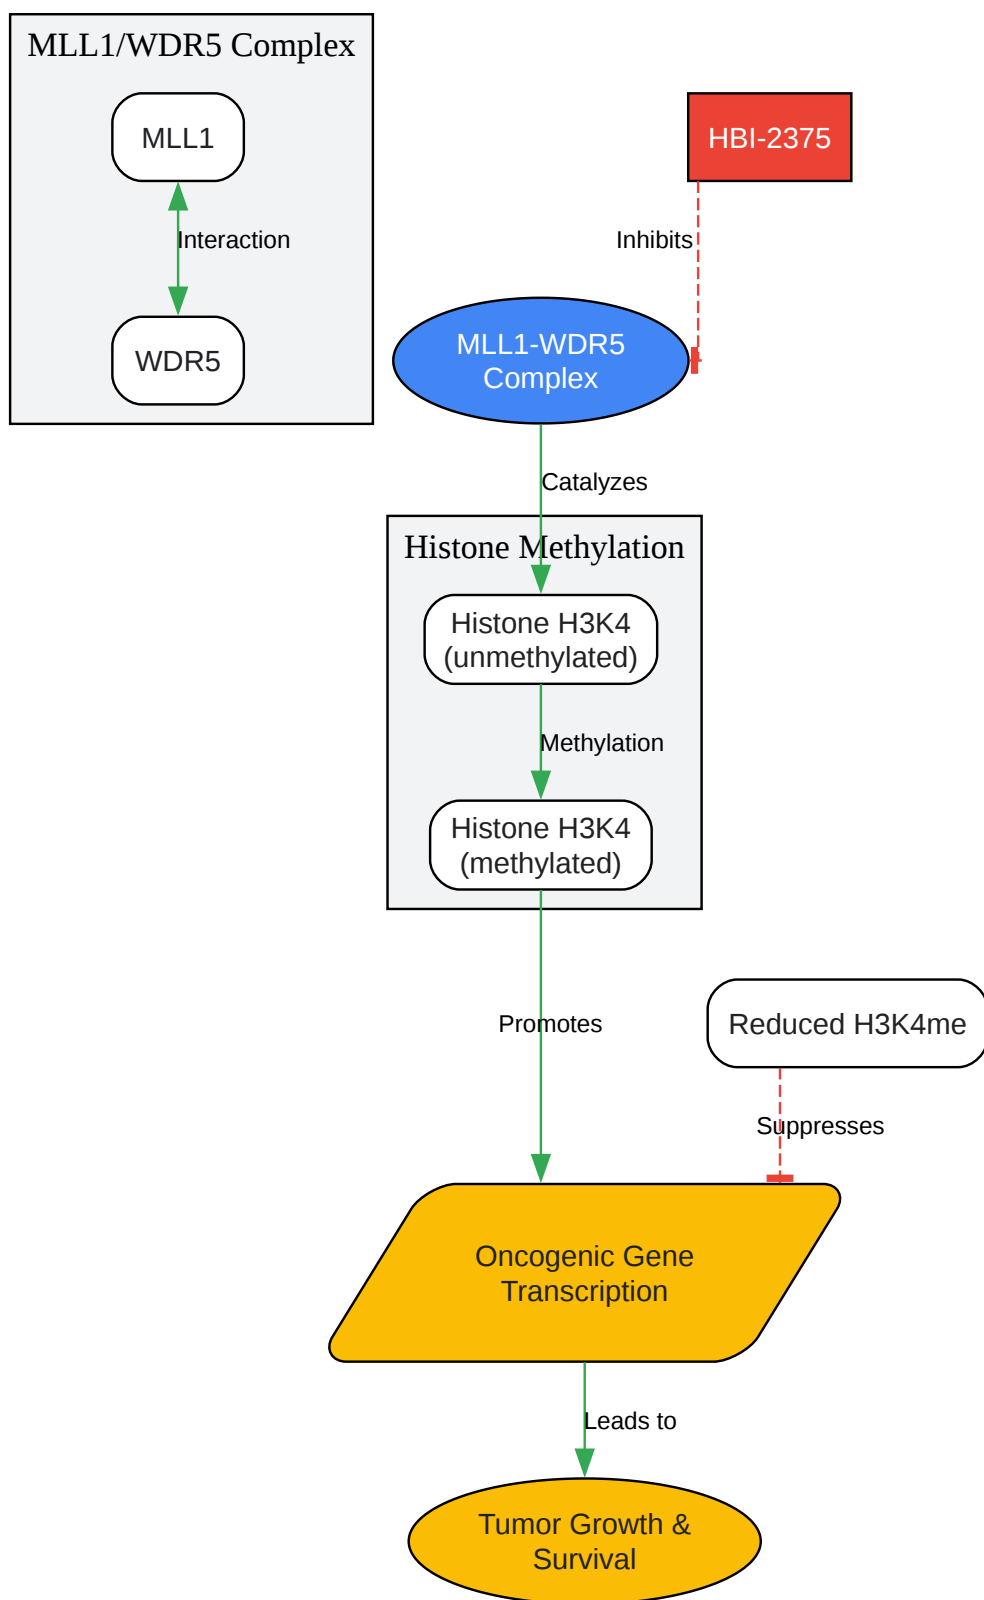 MLL1/WDR5 Complex
MLL1
Interaction
WDR5
HBI-2375
Inhibits
MLL1-WDR5
Complex
Catalyzes
Histone Methylation
Histone H3K4
(unmethylated)
Methylation
Histone H3K4
(methylated)
Promotes
Reduced H3K4me
Suppresses
Oncogenic Gene
Transcription
Leads to
Tumor Growth &
Survival